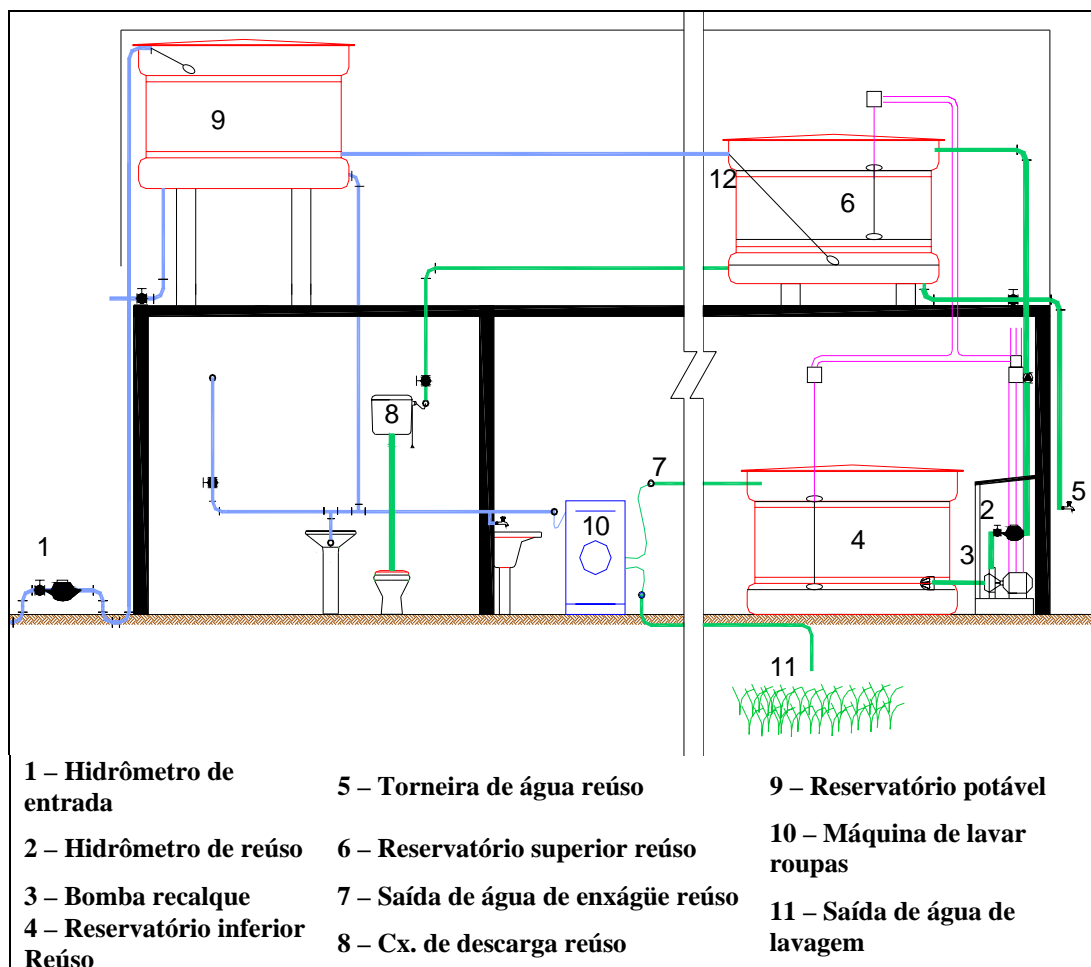 9
12
6
8
7
5
10
2
4
3
1
11
1 – Hidrômetro de
entrada
2 – Hidrômetro de reúso
3 – Bomba recalque
4 – Reservatório inferior
Reúso
5 – Torneira de água reúso
6 – Reservatório superior reúso
7 – Saída de água de enxágüe reúso
8 – Cx. de descarga reúso
9 – Reservatório potável
10 – Máquina de lavar
roupas
11 – Saída de água de
lavagem